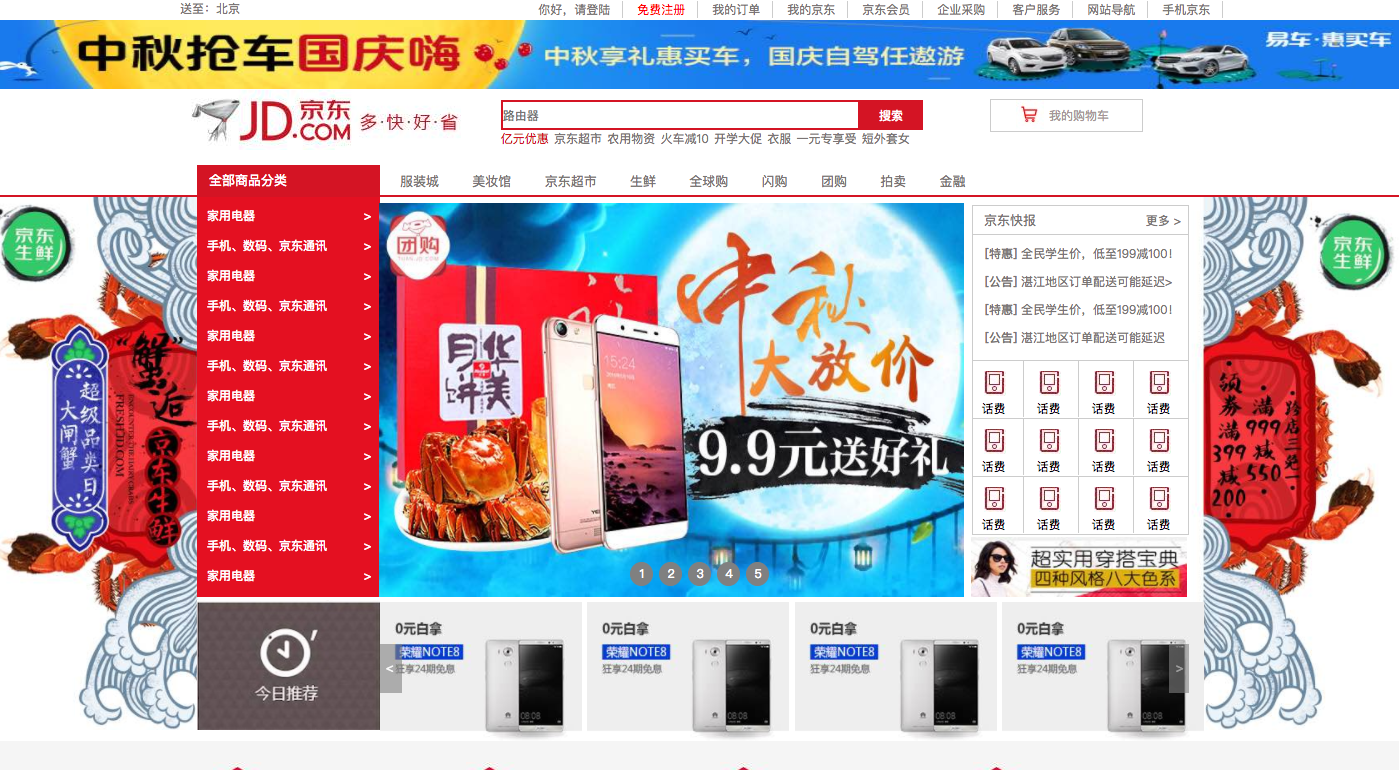 送至：北京
你好，请登陆 免费注册 我的订单 我的京东 京东会员 企业采购 客户服务 网站导航 手机京东
中秋抢车国庆嗨
中秋享礼惠买车，国庆自驾任遨游
易车·惠买车
JD京东.COM
多·快·好·省
路由器
搜索
我的购物车
亿元优惠 京东超市 农用物资 火车减10 开学大促 衣服 一元专享受 短外套女
全部商品分类
服装城 美妆馆 京东超市 生鲜 全球购 闪购 团购 拍卖 金融
家用电器 >
手机、数码、京东通讯 >
家用电器 >
手机、数码、京东通讯 >
家用电器 >
手机、数码、京东通讯 >
家用电器 >
手机、数码、京东通讯 >
家用电器 >
手机、数码、京东通讯 >
家用电器 >
手机、数码、京东通讯 >
家用电器 >
京东
生鲜
超级品类日
大闸蟹
"蟹"逅
京东生鲜
团购
TUAN.JD.COM
月华
美
15:24
中秋
大放价
9.9元送好礼
1 2 3 4 5
京东快报 更多 >
[特惠] 全民学生价，低至199减100!
[公告] 湛江地区订单配送可能延迟>
[特惠] 全民学生价，低至199减100!
[公告] 湛江地区订单配送可能延迟
话费 话费 话费 话费
话费 话费 话费 话费
话费 话费 话费 话费
超实用穿搭宝典
四种风格八大色系
京东
生鲜
领券
满999减550
满399减200
今日推荐
<
0元白拿
荣耀NOTE8
狂享24期免息
08:08
0元白拿
荣耀NOTE8
狂享24期免息
08:08
0元白拿
荣耀NOTE8
狂享24期免息
08:08
0元白拿
荣耀NOTE8
狂享24期免息
08:08
>